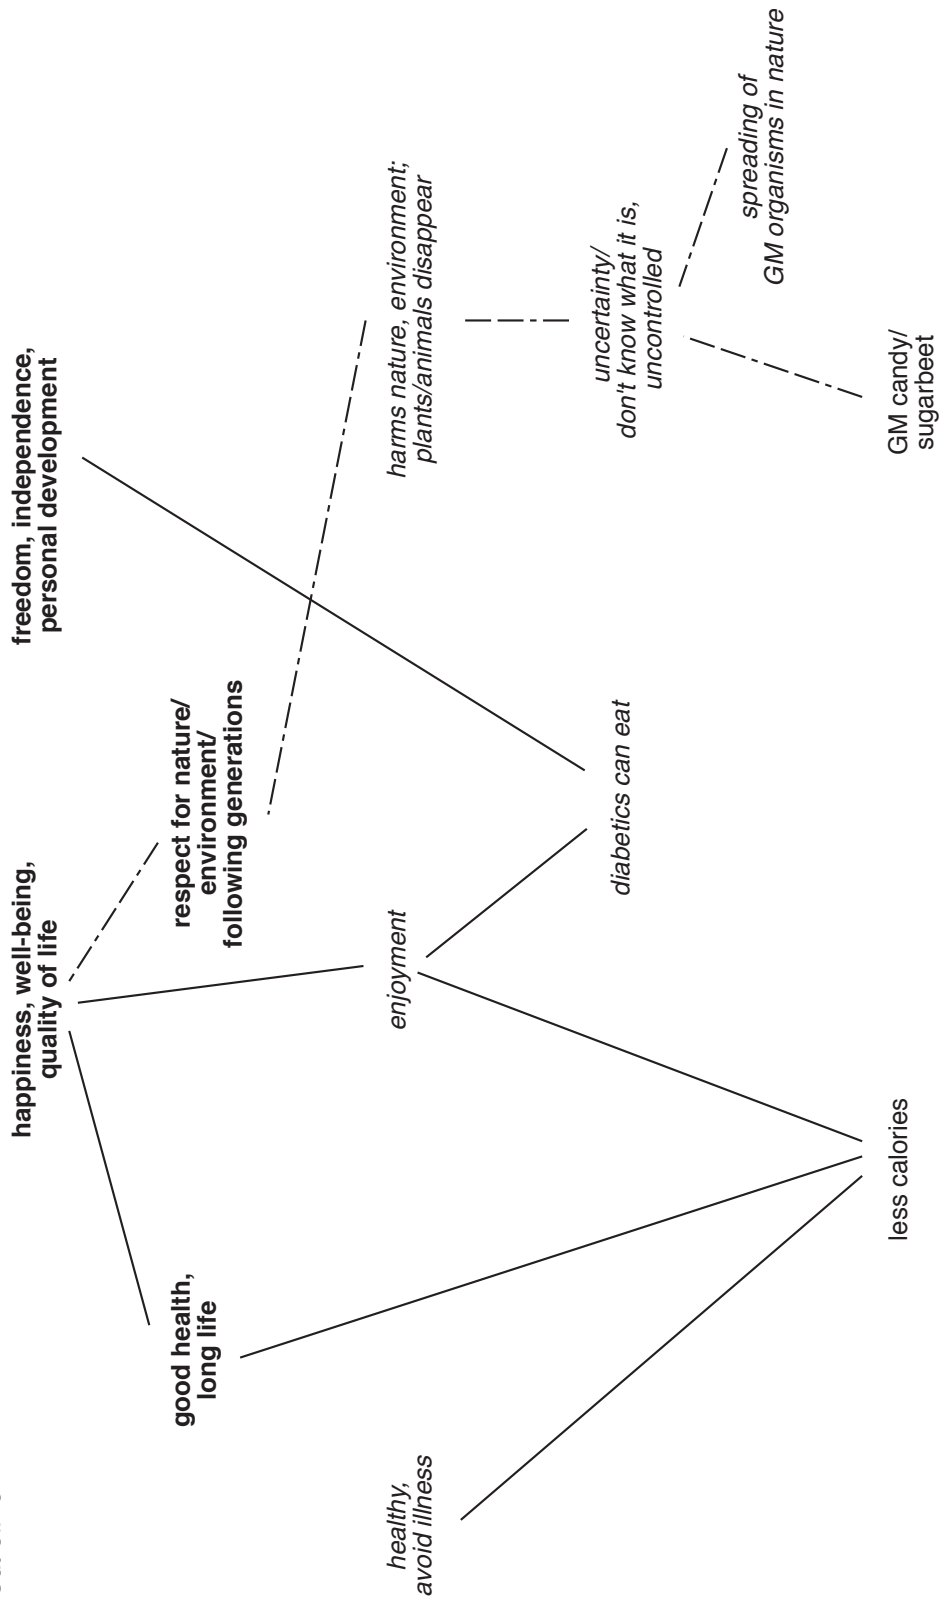 happiness, well-being,
quality of life
freedom, independence,
personal development
good health,
long life
respect for nature/
environment/
following generations
healthy,
avoid illness
enjoyment
harms nature, environment;
plants/animals disappear
diabetics can eat
uncertainty/
don't know what it is,
uncontrolled
spreading of
GM organisms in nature
less calories
GM candy/
sugarbeet